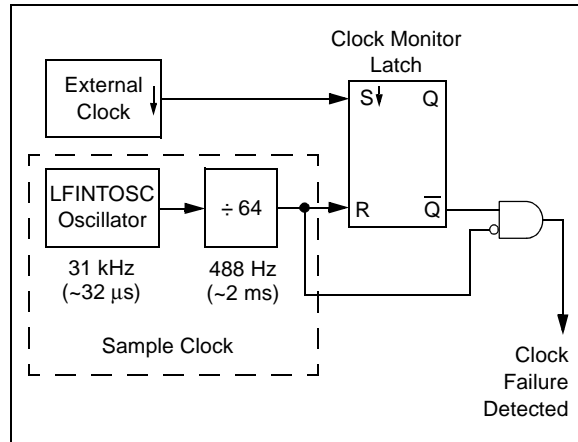 Clock Monitor
Latch
External
Clock
S Q
LFINTOSC
Oscillator
÷ 64
R Q
31 kHz
(~32 μs)
488 Hz
(~2 ms)
Sample Clock
Clock
Failure
Detected